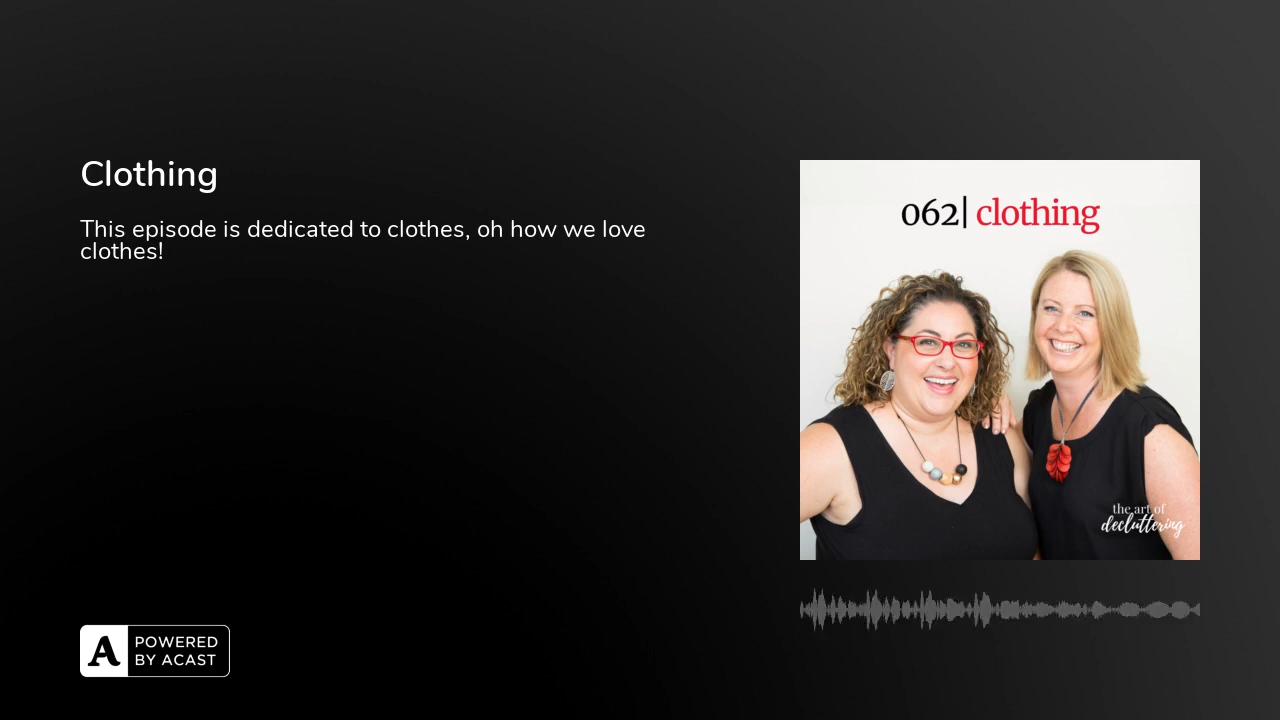 Clothing
This episode is dedicated to clothes, oh how we love
clothes!
062| clothing
the art of
decluttering
A
POWERED
BY ACAST